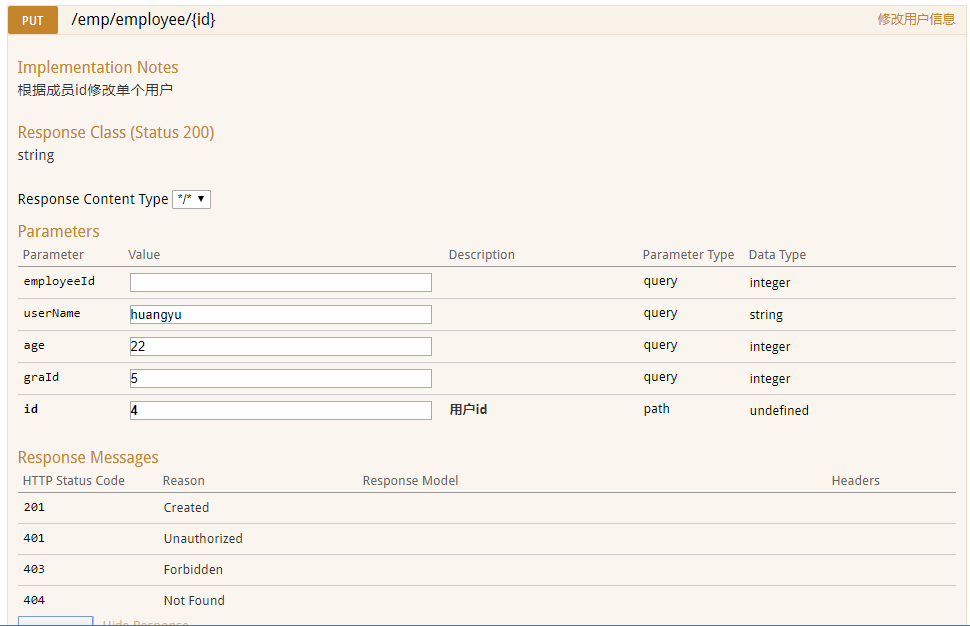 PUT /emp/employee/{id} 修改用户信息
Implementation Notes
根据成员id修改单个用户
Response Class (Status 200)
string
Response Content Type */*
Parameters
Parameter Value Description Parameter Type Data Type
employeeId query integer
userName huangyu query string
age 22 query integer
graId 5 query integer
id 4 用户id path undefined
Response Messages
HTTP Status Code Reason Response Model Headers
201 Created
401 Unauthorized
403 Forbidden
404 Not Found
Hide Response